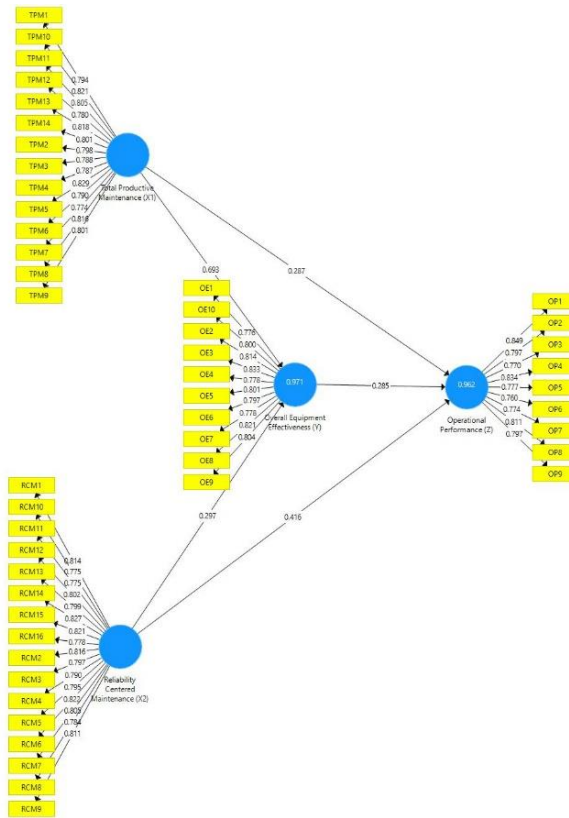 TPM1
TPM10
TPM11
TPM12
TPM13
TPM14
TPM2
TPM3
TPM4
TPM5
TPM6
TPM7
TPM8
TPM9
0.794
0.821
0.805
0.780
0.818
0.801
0.798
0.788
0.787
0.829
0.790
0.774
0.816
0.801
Total Productive
Maintenance (X1)
0.693
0.287
OE1
OE10
OE2
OE3
OE4
OE5
OE6
OE7
OE8
OE9
0.776
0.800
0.814
0.833
0.778
0.801
0.797
0.778
0.821
0.804
0.971
Overall Equipment
Effectiveness (Y)
0.285
0.297
0.416
0.962
Operational
Performance (Z)
0.849
0.797
0.770
0.834
0.777
0.760
0.774
0.811
0.797
OP1
OP2
OP3
OP4
OP5
OP6
OP7
OP8
OP9
RCM1
RCM10
RCM11
RCM12
RCM13
RCM14
RCM15
RCM16
RCM2
RCM3
RCM4
RCM5
RCM6
RCM7
RCM8
RCM9
0.814
0.775
0.775
0.802
0.799
0.827
0.821
0.778
0.816
0.797
0.790
0.795
0.822
0.805
0.784
0.811
Reliability
Centered
Maintenance (X2)